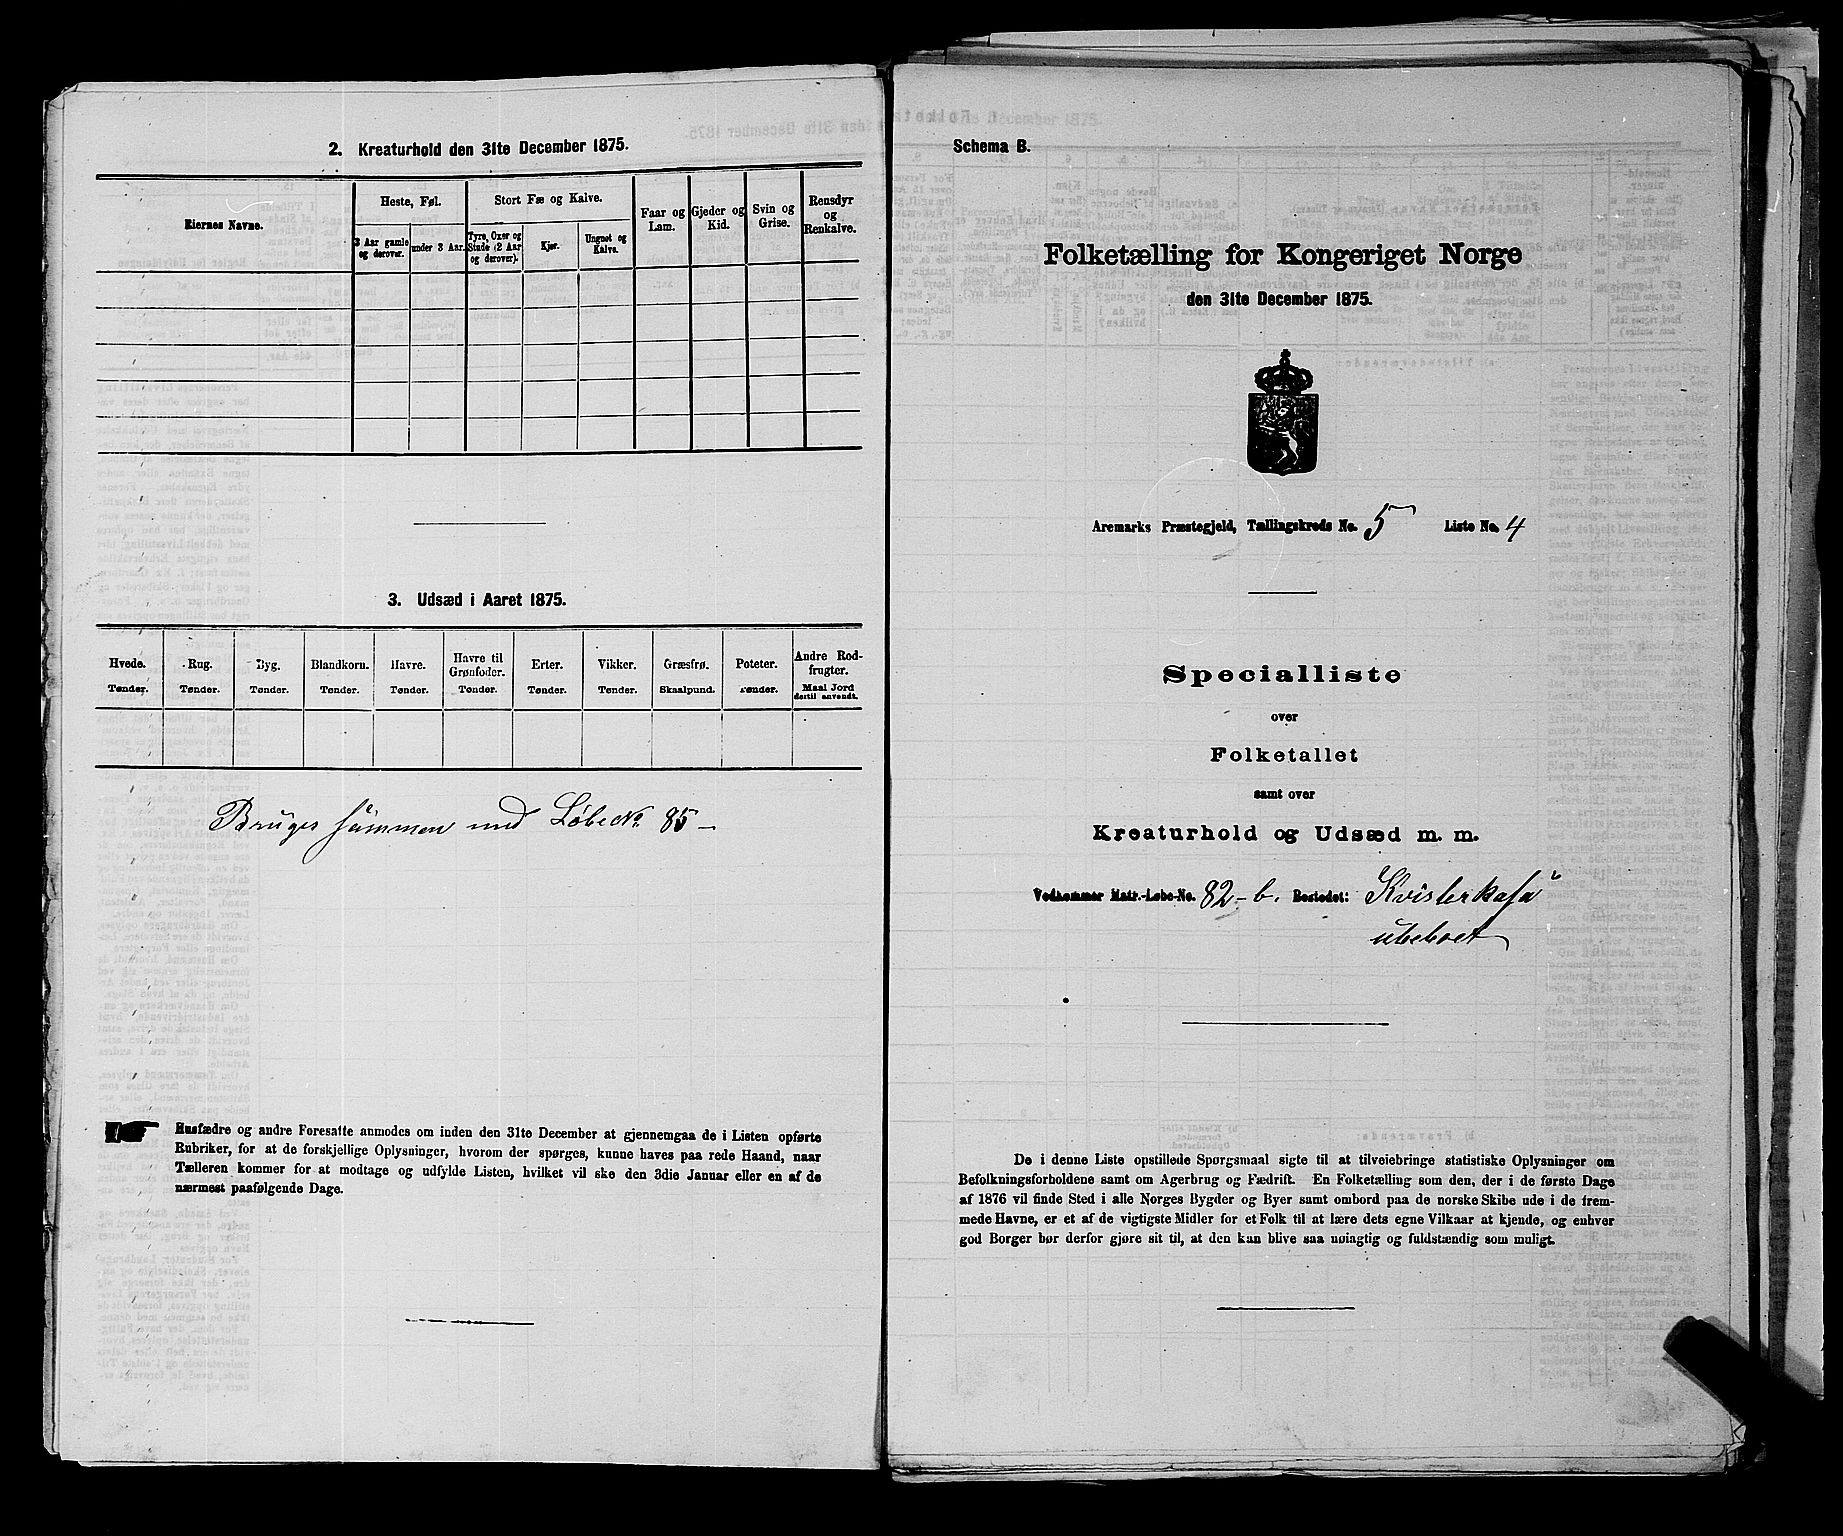 2. Kreaturhold den 31te December 1875.
Eiernes Navne.
Heste, Føl.
3 Aar gamle og derover.
under 3 Aar.
Stort Fæ og Kalve.
Tyre, Oxer og Stude (2 Aar og derover).
Kjør.
Ungnøt og Kalve.
Faar og Lam.
Gjeder og Kid.
Svin og Grise.
Rensdyr og Renkalve.
3. Udsæd i Aaret 1875.
Hvede. Tønder.
Rug. Tønder.
Byg. Tønder.
Blandkorn. Tønder.
Havre. Tønder.
Havre til Grønfoder. Tønder.
Erter. Tønder.
Vikker. Tønder.
Græsfrø. Skaalpund.
Poteter. Tønder.
Andre Rodfrugter. Maal Jord dertil anvendt.
Bruges sammen med Løbe No 85 -
Husfædre og andre Foresatte anmodes om inden den 31te December at gjennemgaa de i Listen opførte
Rubriker, for at de forskjellige Oplysninger, hvorom der spørges, kunne haves paa rede Haand, naar
Tælleren kommer for at modtage og udfylde Listen, hvilket vil ske den 3die Januar eller en af de
nærmest paafølgende Dage.
Schema B.
Folketælling for Kongeriget Norge
den 31te December 1875.
Aremarks Præstegjeld, Tællingskreds No. 5 Liste No. 4
Specialliste
over
Folketallet
samt over
Kreaturhold og Udsæd m. m.
Vedkommer Matr.-Løbe-No. 82-b. Bostedet:
ubeboet
De i denne Liste opstillede Spørgsmaal sigte til at tilveiebringe statistiske Oplysninger om
Befolkningsforholdene samt om Agerbrug og Fædrift. En Folketælling som den, der i de første Dage
af 1876 vil finde Sted i alle Norges Bygder og Byer samt ombord paa de norske Skibe ude i de frem-
mede Havne, er et af de vigtigste Midler for et Folk til at lære dets egne Vilkaar at kjende, og enhver
god Borger bør derfor gjøre sit til, at den kan blive saa nøiagtig og fuldstændig som muligt.